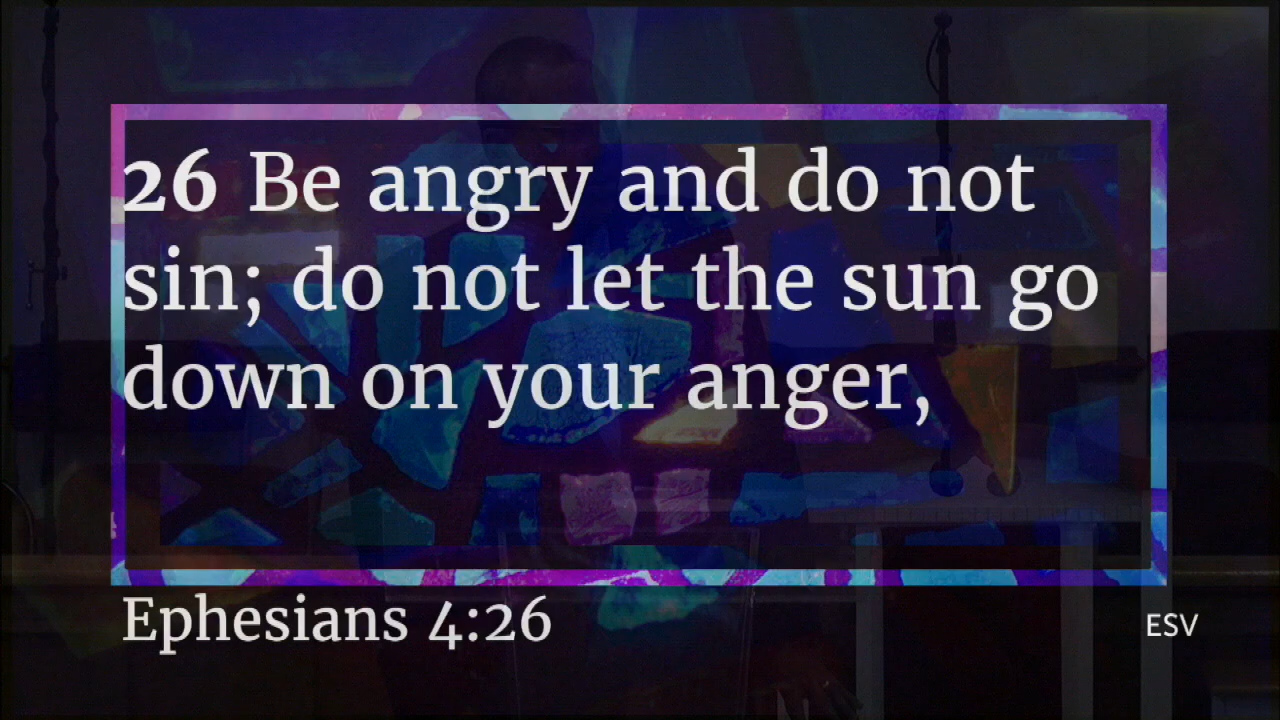 26 Be angry and do not
sin; do not let the sun go
down on your anger,
Ephesians 4:26
ESV